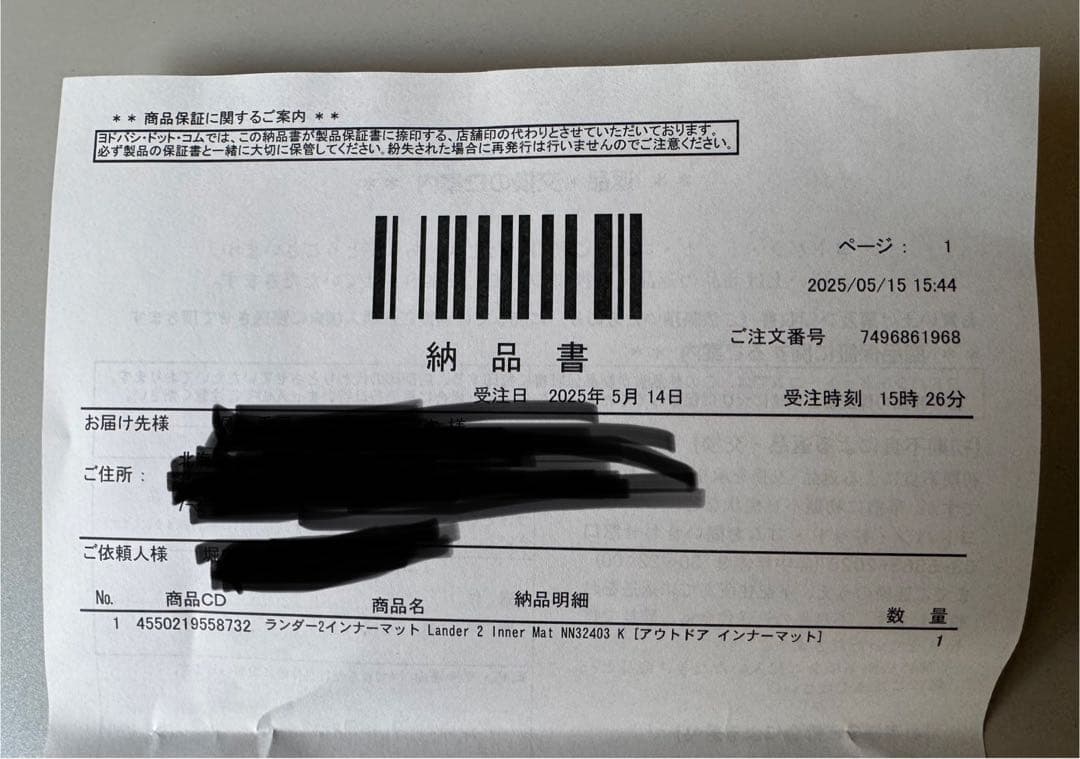 ** 商品保証に関するご案内 **
ヨドバシ・ドット・コムでは、この納品書が製品保証書に捺印する、店舗印の代わりとさせていただいております。
必ず製品の保証書と一緒に大切に保管してください。紛失された場合に再発行は行いませんのでご注意ください。
ページ： 1
2025/05/15 15:44
ご注文番号 7496861968
納 品 書
受注日 2025年 5月 14日 受注時刻 15時 26分
お届け先様 様
ご住所：
ご依頼人様
No. 商品CD 商品名 納品明細 数 量
1 4550219558732 ランダー2インナーマット Lander 2 Inner Mat NN32403 K [アウトドア インナーマット] 1